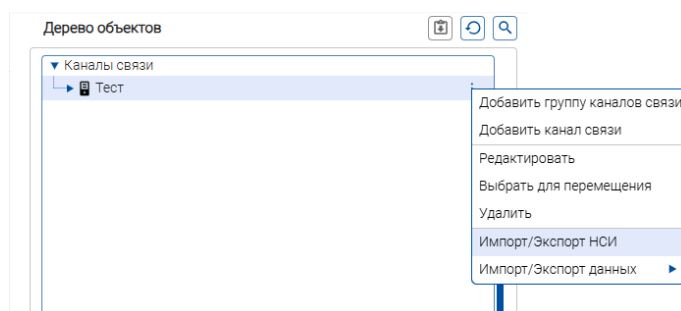 Дерево объектов
Каналы связи
Тест
Добавить группу каналов связи
Добавить канал связи
Редактировать
Выбрать для перемещения
Удалить
Импорт/Экспорт НСИ
Импорт/Экспорт данных